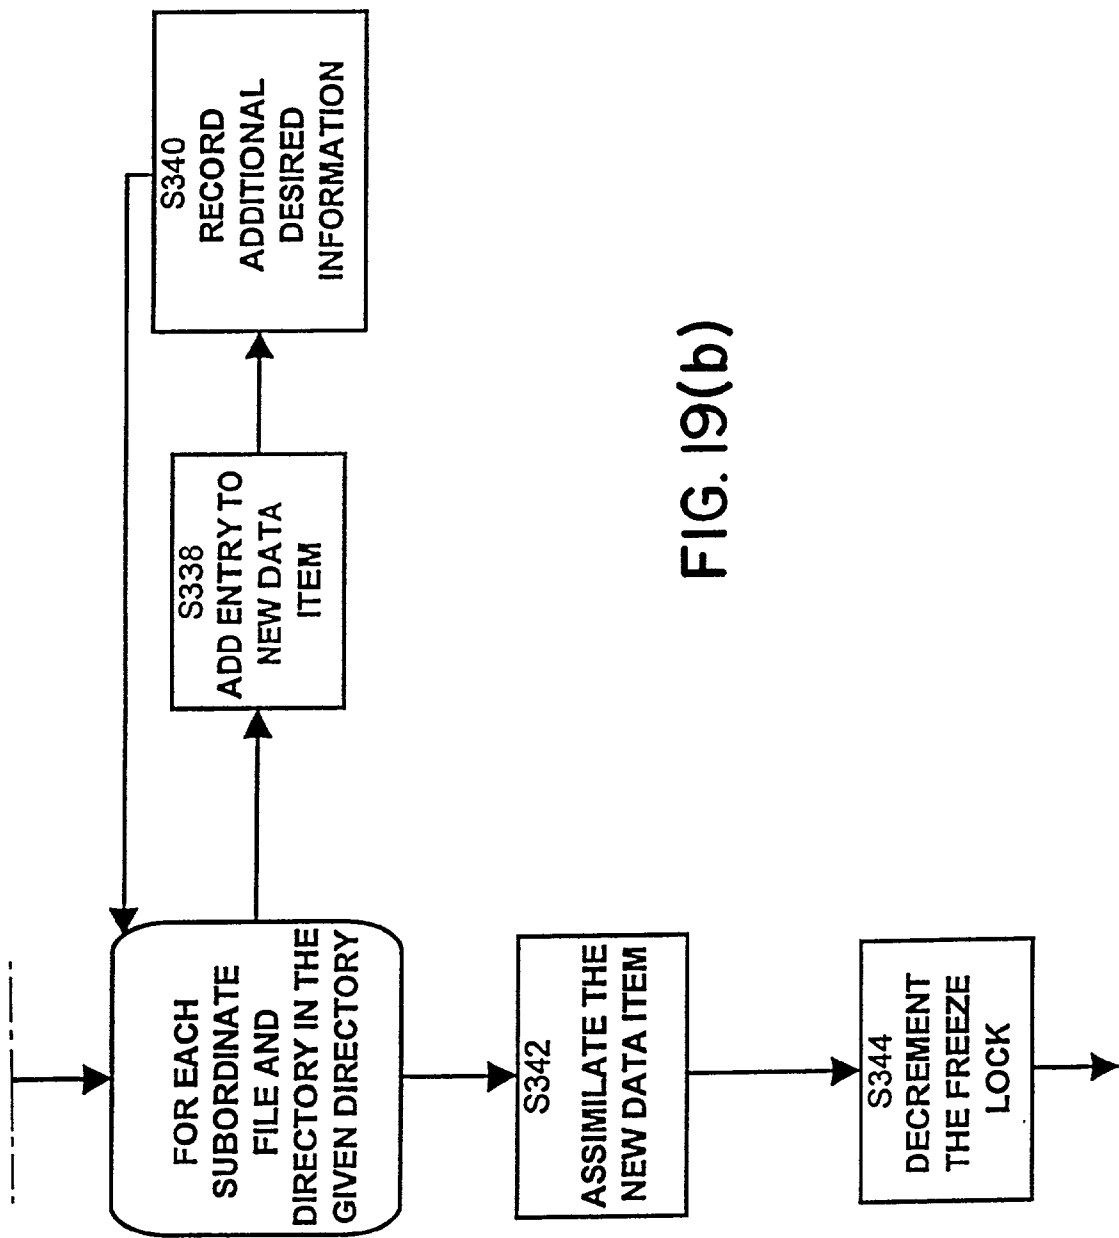 FOR EACH
SUBORDINATE
FILE AND
DIRECTORY IN THE
GIVEN DIRECTORY
S338
ADD ENTRY TO
NEW DATA
ITEM
S340
RECORD
ADDITIONAL
DESIRED
INFORMATION
S342
ASSIMILATE THE
NEW DATA ITEM
S344
DECREMENT
THE FREEZE
LOCK
FIG. 19(b)